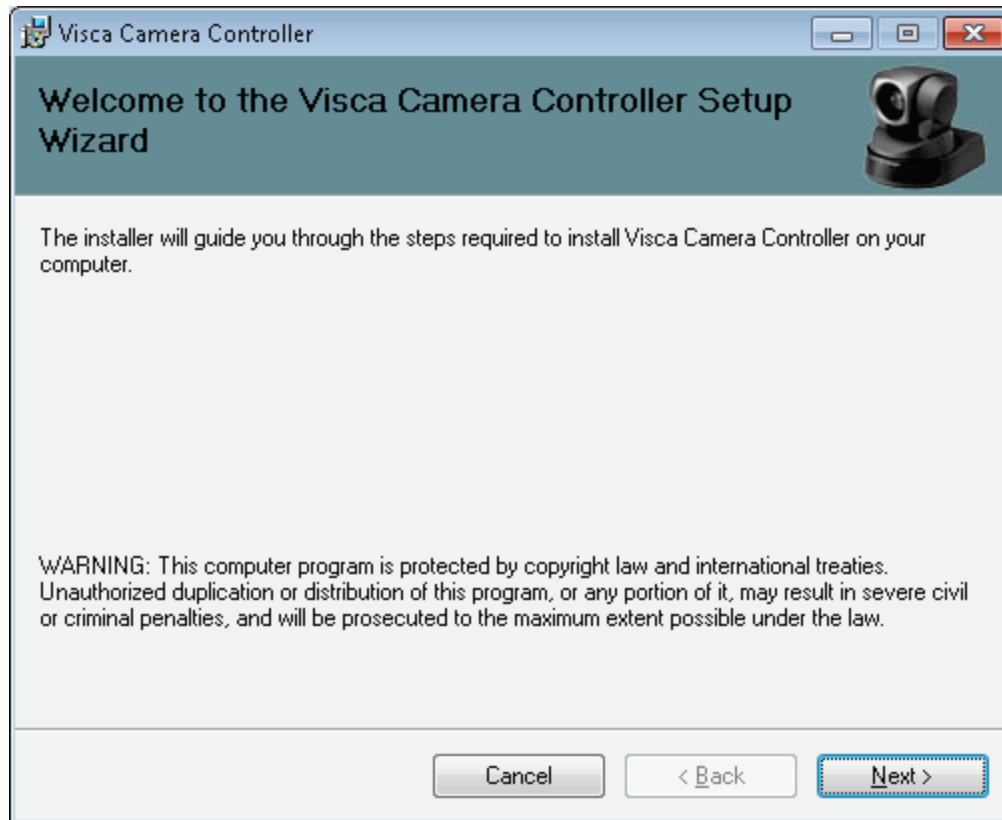 Visca Camera Controller
Welcome to the Visca Camera Controller Setup
Wizard
The installer will guide you through the steps required to install Visca Camera Controller on your
computer.
WARNING: This computer program is protected by copyright law and international treaties.
Unauthorized duplication or distribution of this program, or any portion of it, may result in severe civil
or criminal penalties, and will be prosecuted to the maximum extent possible under the law.
Cancel
< Back
Next >